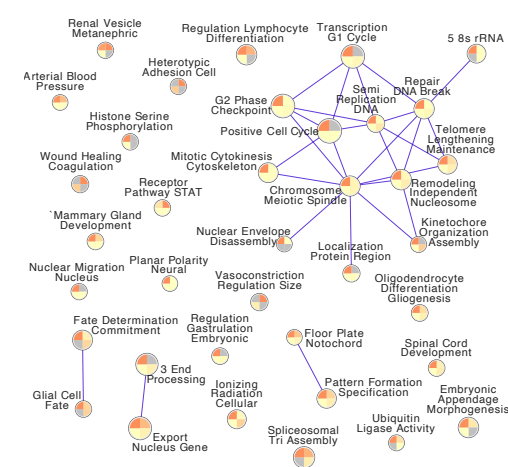 Renal Vesicle
Metanephric
Regulation Lymphocyte
Differentiation
Transcription
G1 Cycle
5 8s rRNA
Heterotypic
Adhesion Cell
Arterial Blood
Pressure
Semi
Replication
DNA
Repair
DNA Break
G2 Phase
Checkpoint
Histone Serine
Phosphorylation
Positive Cell Cycle
Telomere
Lengthening
Maintenance
Wound Healing
Coagulation
Mitotic Cytokinesis
Cytoskeleton
Receptor
Pathway STAT
Chromosome
Meiotic Spindle
Remodeling
Independent
Nucleosome
`Mammary Gland
Development
Nuclear Envelope
Disassembly
Kinetochore
Organization
Assembly
Localization
Protein Region
Nuclear Migration
Nucleus
Planar Polarity
Neural
Vasoconstriction
Regulation Size
Oligodendrocyte
Differentiation
Gliogenesis
Fate Determination
Commitment
Regulation
Gastrulation
Embryonic
Floor Plate
Notochord
Spinal Cord
Development
3 End
Processing
Glial Cell
Fate
Ionizing
Radiation
Cellular
Pattern Formation
Specification
Embryonic
Appendage
Morphogenesis
Export
Nucleus Gene
Spliceosomal
Tri Assembly
Ubiquitin
Ligase Activity